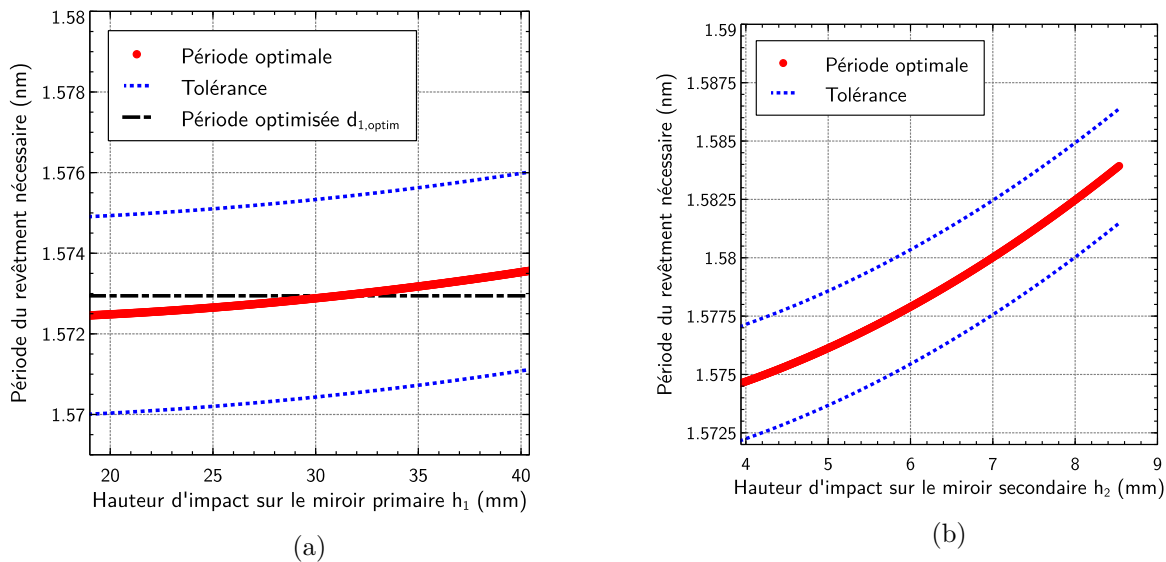 1.58
1.578
1.576
1.574
1.572
1.57
Période du revêtment nécessaire (nm)
Période optimale
Tolérance
Période optimisée d1,optim
20 25 30 35 40
Hauteur d'impact sur le miroir primaire h1 (mm)
(a)
1.59
1.5875
1.585
1.5825
1.58
1.5775
1.575
1.5725
Période du revêtment nécessaire (nm)
Période optimale
Tolérance
4 5 6 7 8 9
Hauteur d'impact sur le miroir secondaire h2 (mm)
(b)